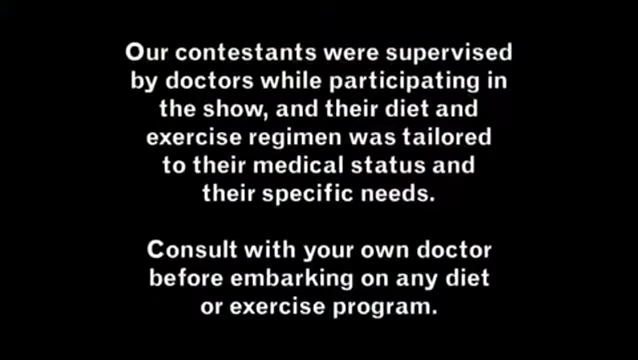 Our contestants were supervised
by doctors while participating in
the show, and their diet and
exercise regimen was tailored
to their medical status and
their specific needs.
Consult with your own doctor
before embarking on any diet
or exercise program.